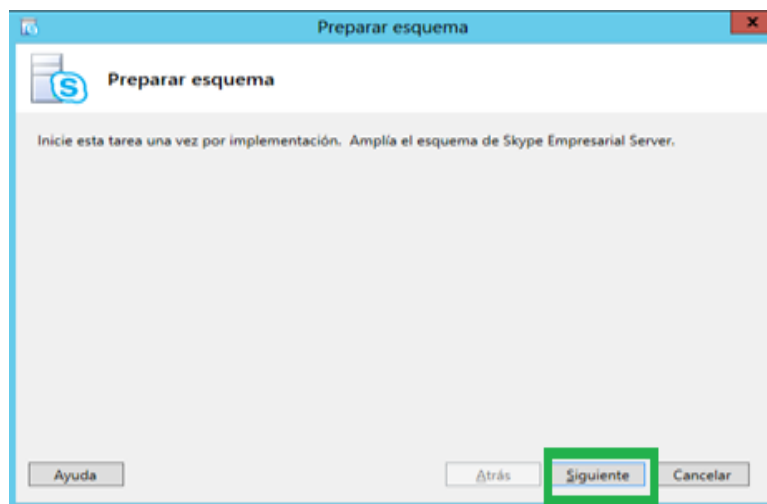 Preparar esquema
Preparar esquema
Inicie esta tarea una vez por implementación. Amplía el esquema de Skype Empresarial Server.
Ayuda
Atrás
Siguiente
Cancelar